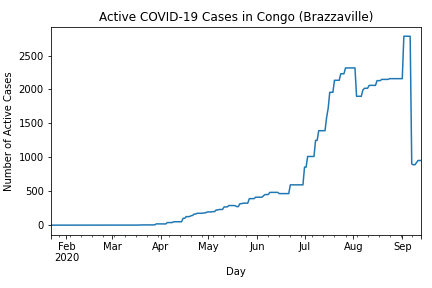 Active COVID-19 Cases in Congo (Brazzaville)
Number of Active Cases
2500
2000
1500
1000
500
0
Feb Mar Apr May Jun Jul Aug Sep
2020
Day